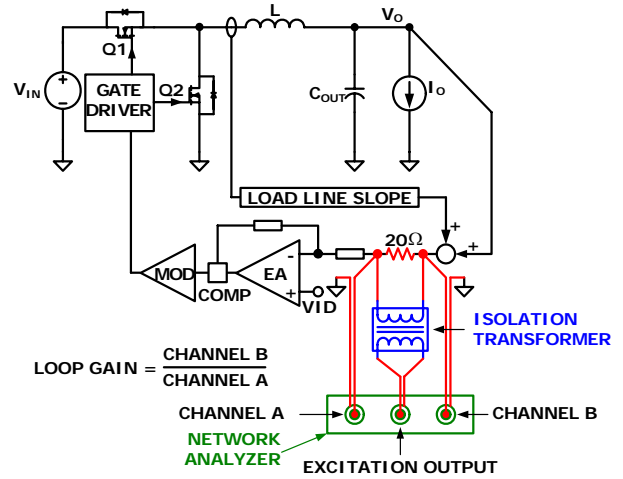 L
VO
Q1
VIN
+
−
GATE
DRIVER
Q2
COUT
IO
LOAD LINE SLOPE
+
+
20Ω
MOD
COMP
EA
-
+
VID
ISOLATION
TRANSFORMER
LOOP GAIN = CHANNEL B
CHANNEL A
CHANNEL A
CHANNEL B
NETWORK
ANALYZER
EXCITATION OUTPUT